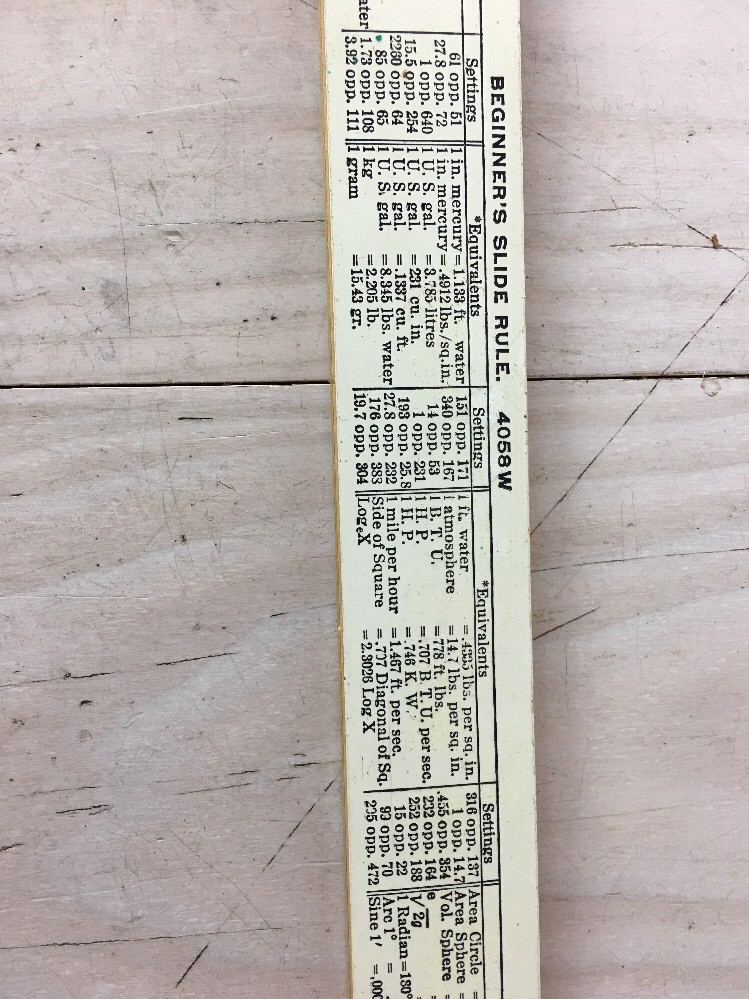 BEGINNER'S SLIDE RULE. 4058W
Settings *Equivalents Settings *Equivalents Settings
61 opp. 51 1 in. mercury =1.133 ft. water 151 opp. 171 1 ft. water =.4335 lbs. per sq. in. 316 opp. 137 Area Circle =
27.8 opp. 72 1 in. mercury =.4912 lbs./sq.in. 340 opp. 167 1 atmosphere =14.7 lbs. per sq. in. 1 opp. 14.7 Area Sphere =
1 opp. 640 1 U. S. gal. =3.785 litres 14 opp. 53 1 B. T. U. =778 ft. lbs. .455 opp. 354 Vol. Sphere =
15.5 opp. 254 1 U. S. gal. =231 cu. in. 1 opp. 231 1 H. P. =.707 B. T. U. per sec. 232 opp. 164 e
2260 opp. 64 1 U. S. gal. =.1337 cu. ft. 193 opp. 25.8 1 H. P. =.746 K. W. 252 opp. 188 √2g
85 opp. 65 1 U. S. gal. =8.345 lbs. water 27.8 opp. 232 1 mile per hour =1.467 ft. per sec. 15 opp. 22 1 Radian =180°
1.73 opp. 108 1 kg =2.205 lb. 176 opp. 383 Side of Square =.707 Diagonal of Sq. 99 opp. 70 Arc 1° =
ater 3.92 opp. 111 1 gram =15.43 gr. 19.7 opp. 304 LogₑX =2.3026 Log X 205 opp. 472 Sine 1' =.000